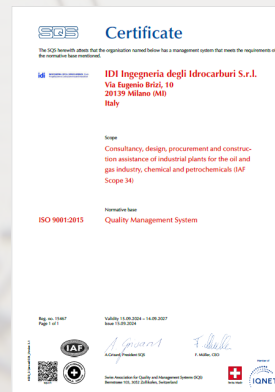 SQS
Certificate
The SQS herewith attests that the organisation named below has a management system that meets the requirements of
the normative base mentioned.
idi
IDI Ingegneria degli Idrocarburi S.r.l.
Via Eugenio Brizi, 10
20139 Milano (MI)
Italy
Scope
Consultancy, design, procurement and construc-
tion assistance of industrial plants for the oil and
gas industry, chemical and petrochemicals (IAF
Scope 34)
Normative base
ISO 9001:2015 Quality Management System
Reg. no. 15467 Validity 15.09.2024 – 14.09.2027
Page 1 of 1 Issue 15.09.2024
IAF
A. Grisard, President SQS F. Müller, CEO
Swiss Association for Quality and Management Systems (SQS)
Bernstrasse 103, 3052 Zollikofen, Switzerland
IQNET